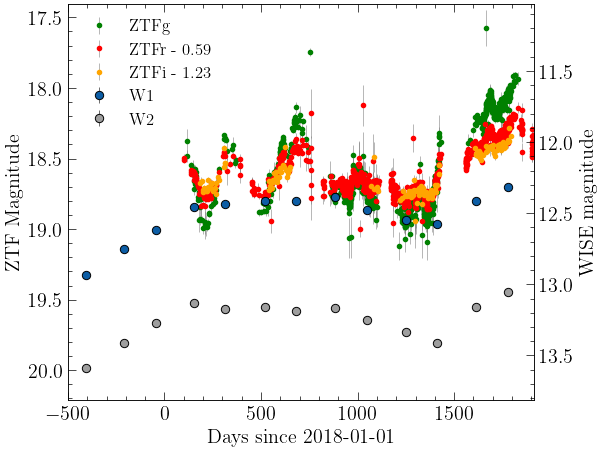 ZTFg
ZTFr - 0.59
ZTFi - 1.23
W1
W2
17.5
18.0
18.5
19.0
19.5
20.0
ZTF Magnitude
11.5
12.0
12.5
13.0
13.5
WISE magnitude
−500 0 500 1000 1500
Days since 2018-01-01